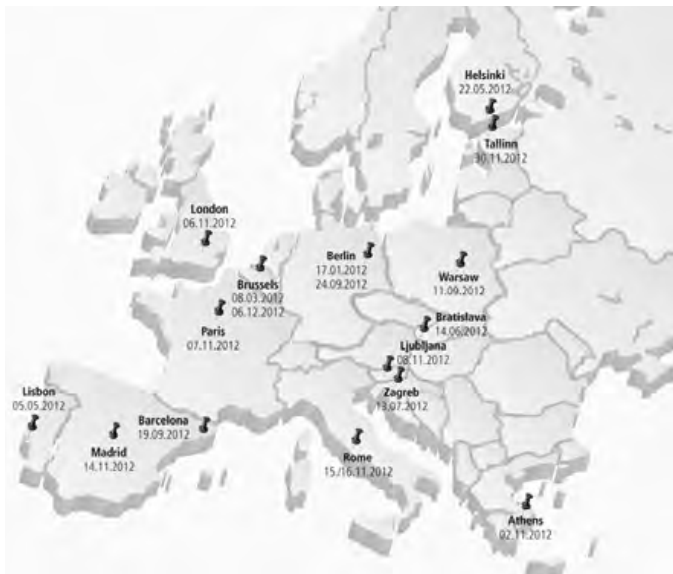 Helsinki
22.05.2012
Tallinn
30.11.2012
London
06.11.2012
Berlin
17.01.2012
24.09.2012
Warsaw
11.09.2012
Brussels
08.03.2012
06.12.2012
Bratislava
14.06.2012
Paris
07.11.2012
Ljubljana
08.11.2012
Zagreb
13.07.2012
Lisbon
05.05.2012
Barcelona
19.09.2012
Madrid
14.11.2012
Rome
15./16.11.2012
Athens
02.11.2012